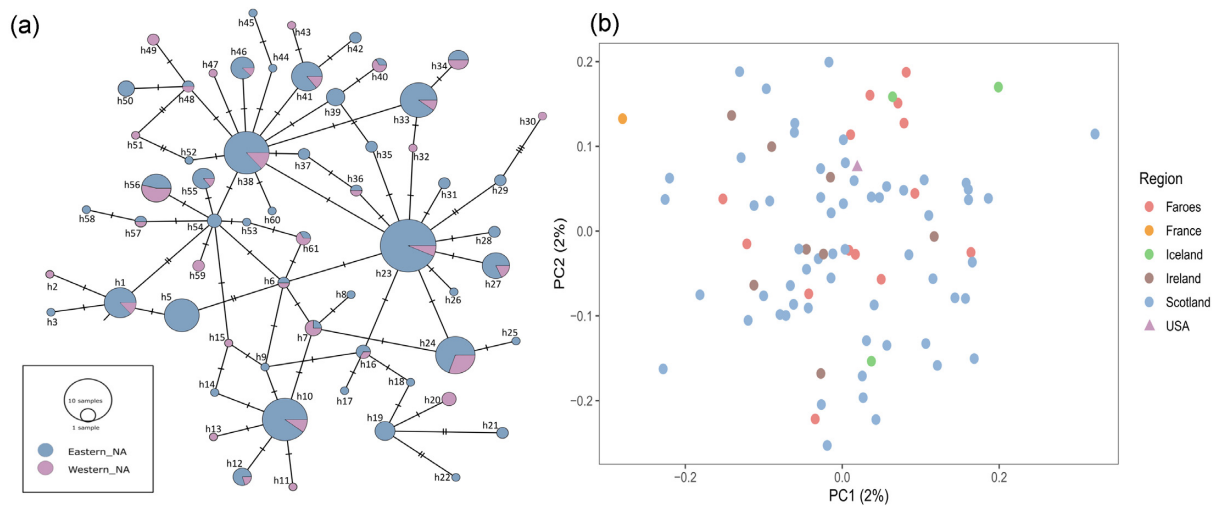 (a)
h45
h43
h49
h42
h46
h44
h47
h40
h34
h41
h50
h48
h39
h33
h30
h51
h32
h35
h52
h38
h37
h29
h56
h55
h36
h31
h58
h60
h54
h53
h57
h28
h61
h23
h59
h27
h2
h1
h6
h5
h8
h26
h3
h7
h25
h15
h24
h9
h16
h18
h14
h17
h10
h20
h19
h21
h13
h12
h11
h22
10 samples
1 sample
Eastern_NA
Western_NA
(b)
0.2
0.1
0.0
−0.1
−0.2
PC2 (2%)
−0.2
0.0
0.2
PC1 (2%)
Region
Faroes
France
Iceland
Ireland
Scotland
USA